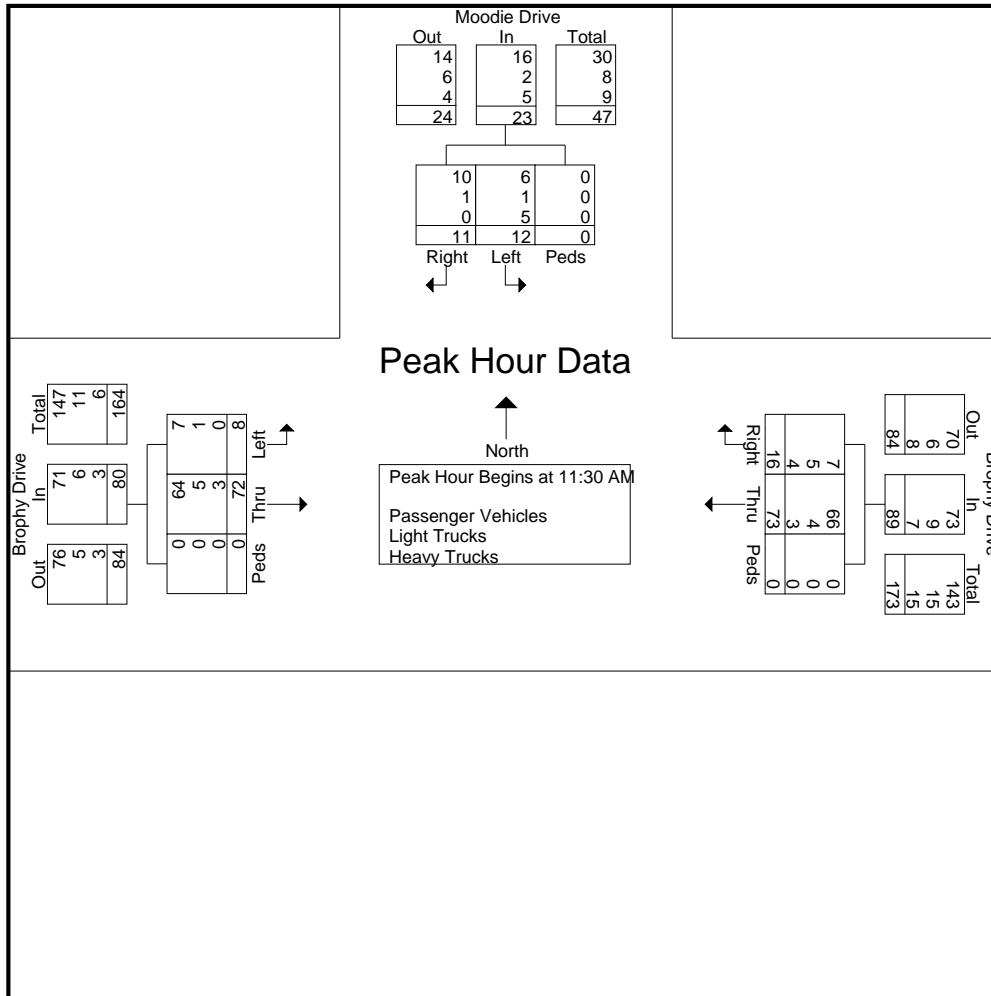 Moodie Drive
Out In Total
14 16 30
6 2 8
4 5 9
24 23 47
10 6 0
1 1 0
0 5 0
11 12 0
Right Left Peds
Peak Hour Data
North
Peak Hour Begins at 11:30 AM
Passenger Vehicles
Light Trucks
Heavy Trucks
Brophy Drive
Out In Total
76 71 147
5 6 11
3 3 6
84 80 164
7 64 0
1 5 0
0 3 0
8 72 0
Left Thru Peds
Brophy Drive
Out In Total
70 73 143
6 9 15
8 7 15
84 89 173
7 66 0
5 4 0
4 3 0
16 73 0
Right Thru Peds